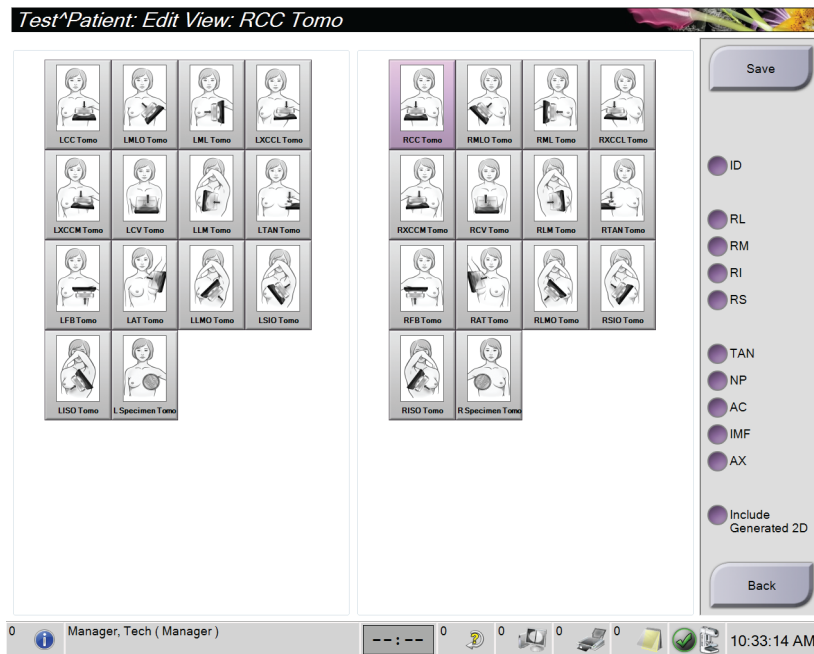 Test^Patient: Edit View: RCC Tomo
LCC Tomo
LMLO Tomo
LML Tomo
LXCCL Tomo
LXCCM Tomo
LCV Tomo
LLM Tomo
LTAN Tomo
LFB Tomo
LAT Tomo
LLMO Tomo
LSIO Tomo
LISO Tomo
L Specimen Tomo
RCC Tomo
RMLO Tomo
RML Tomo
RXCCL Tomo
RXCCM Tomo
RCV Tomo
RLM Tomo
RTAN Tomo
RFB Tomo
RAT Tomo
RLMO Tomo
RSIO Tomo
RISO Tomo
R Specimen Tomo
Save
ID
RL
RM
RI
RS
TAN
NP
AC
IMF
AX
Include
Generated 2D
Back
0
Manager, Tech ( Manager )
--:--
0
0
0
0
10:33:14 AM